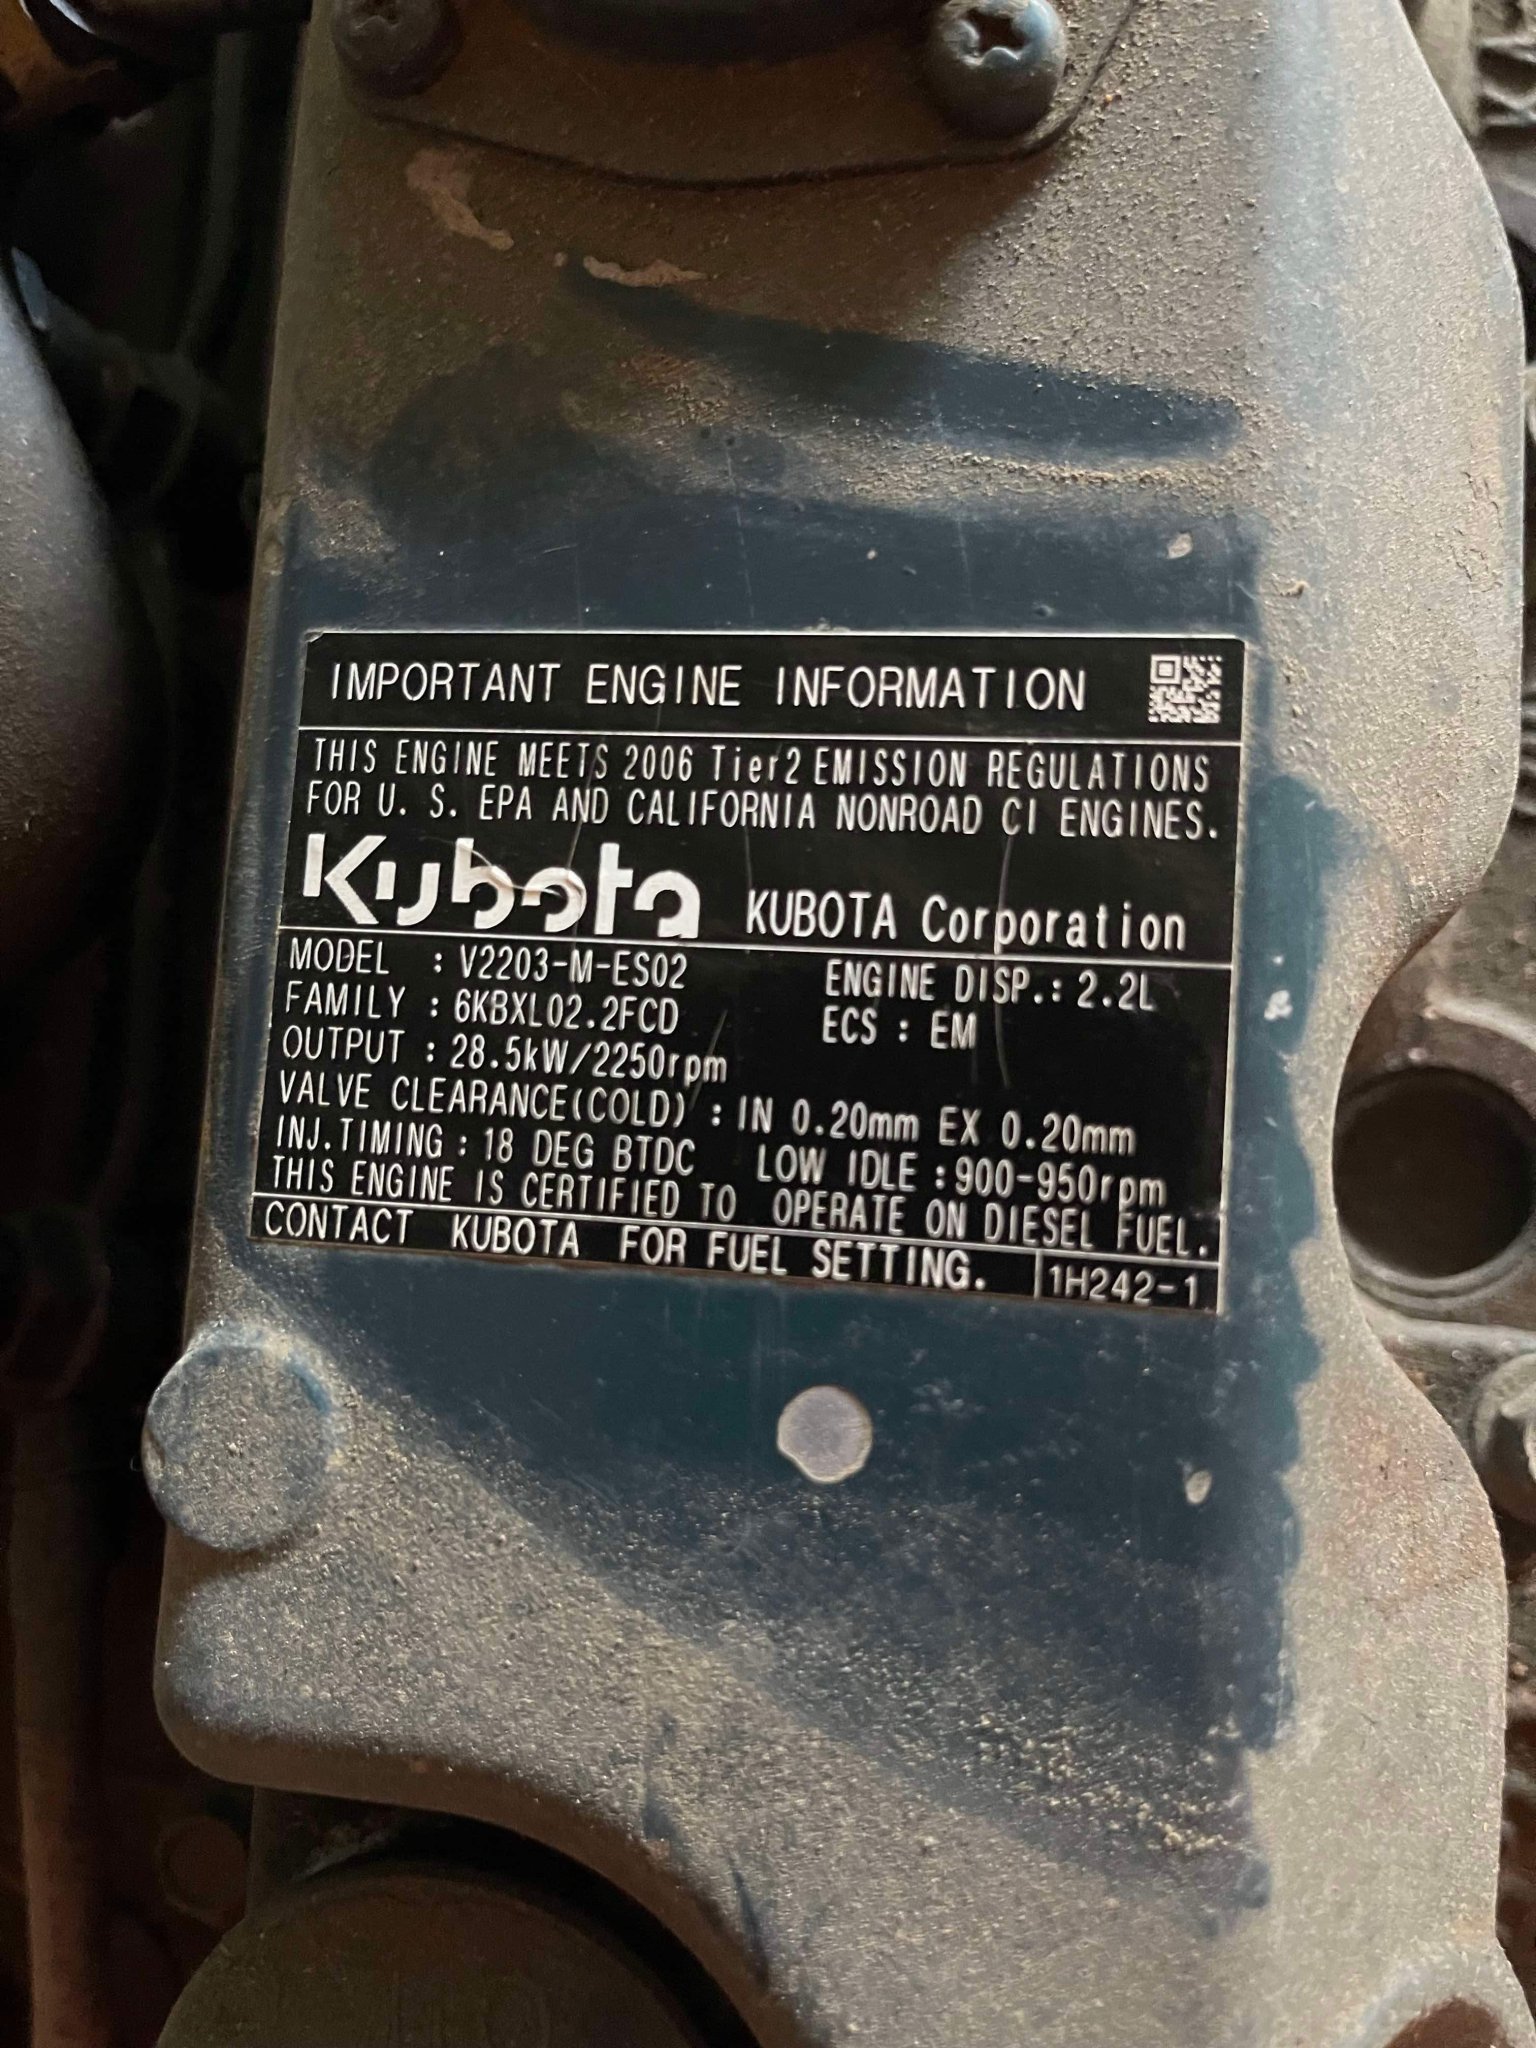 IMPORTANT ENGINE INFORMATION
THIS ENGINE MEETS 2006 Tier2 EMISSION REGULATIONS
FOR U. S. EPA AND CALIFORNIA NONROAD CI ENGINES.
Kubota KUBOTA Corporation
MODEL : V2203-M-ES02 ENGINE DISP.: 2.2L
FAMILY : 6KBXL02.2FCD ECS : EM
OUTPUT : 28.5kW/2250rpm
VALVE CLEARANCE(COLD) : IN 0.20mm EX 0.20mm
INJ.TIMING : 18 DEG BTDC LOW IDLE :900-950rpm
THIS ENGINE IS CERTIFIED TO OPERATE ON DIESEL FUEL.
CONTACT KUBOTA FOR FUEL SETTING. 1H242-1